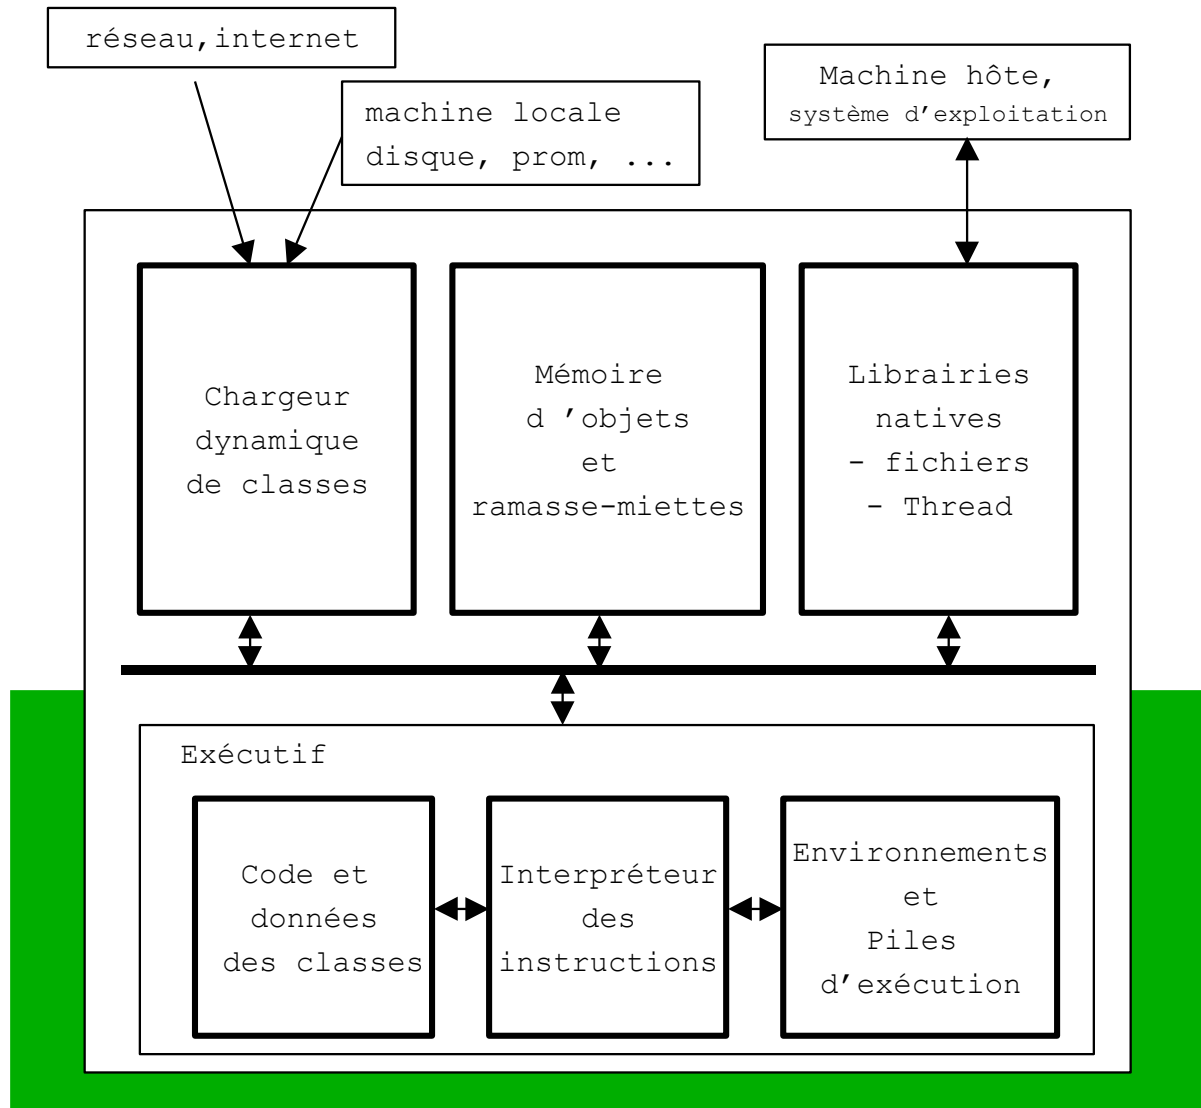 réseau,internet
machine locale
disque, prom, ...
Machine hôte,
système d’exploitation
Chargeur
dynamique
de classes
Mémoire
d ’objets
et
ramasse-miettes
Librairies
natives
- fichiers
- Thread
Exécutif
Code et
données
des classes
Interpréteur
des
instructions
Environnements
et
Piles
d’exécution